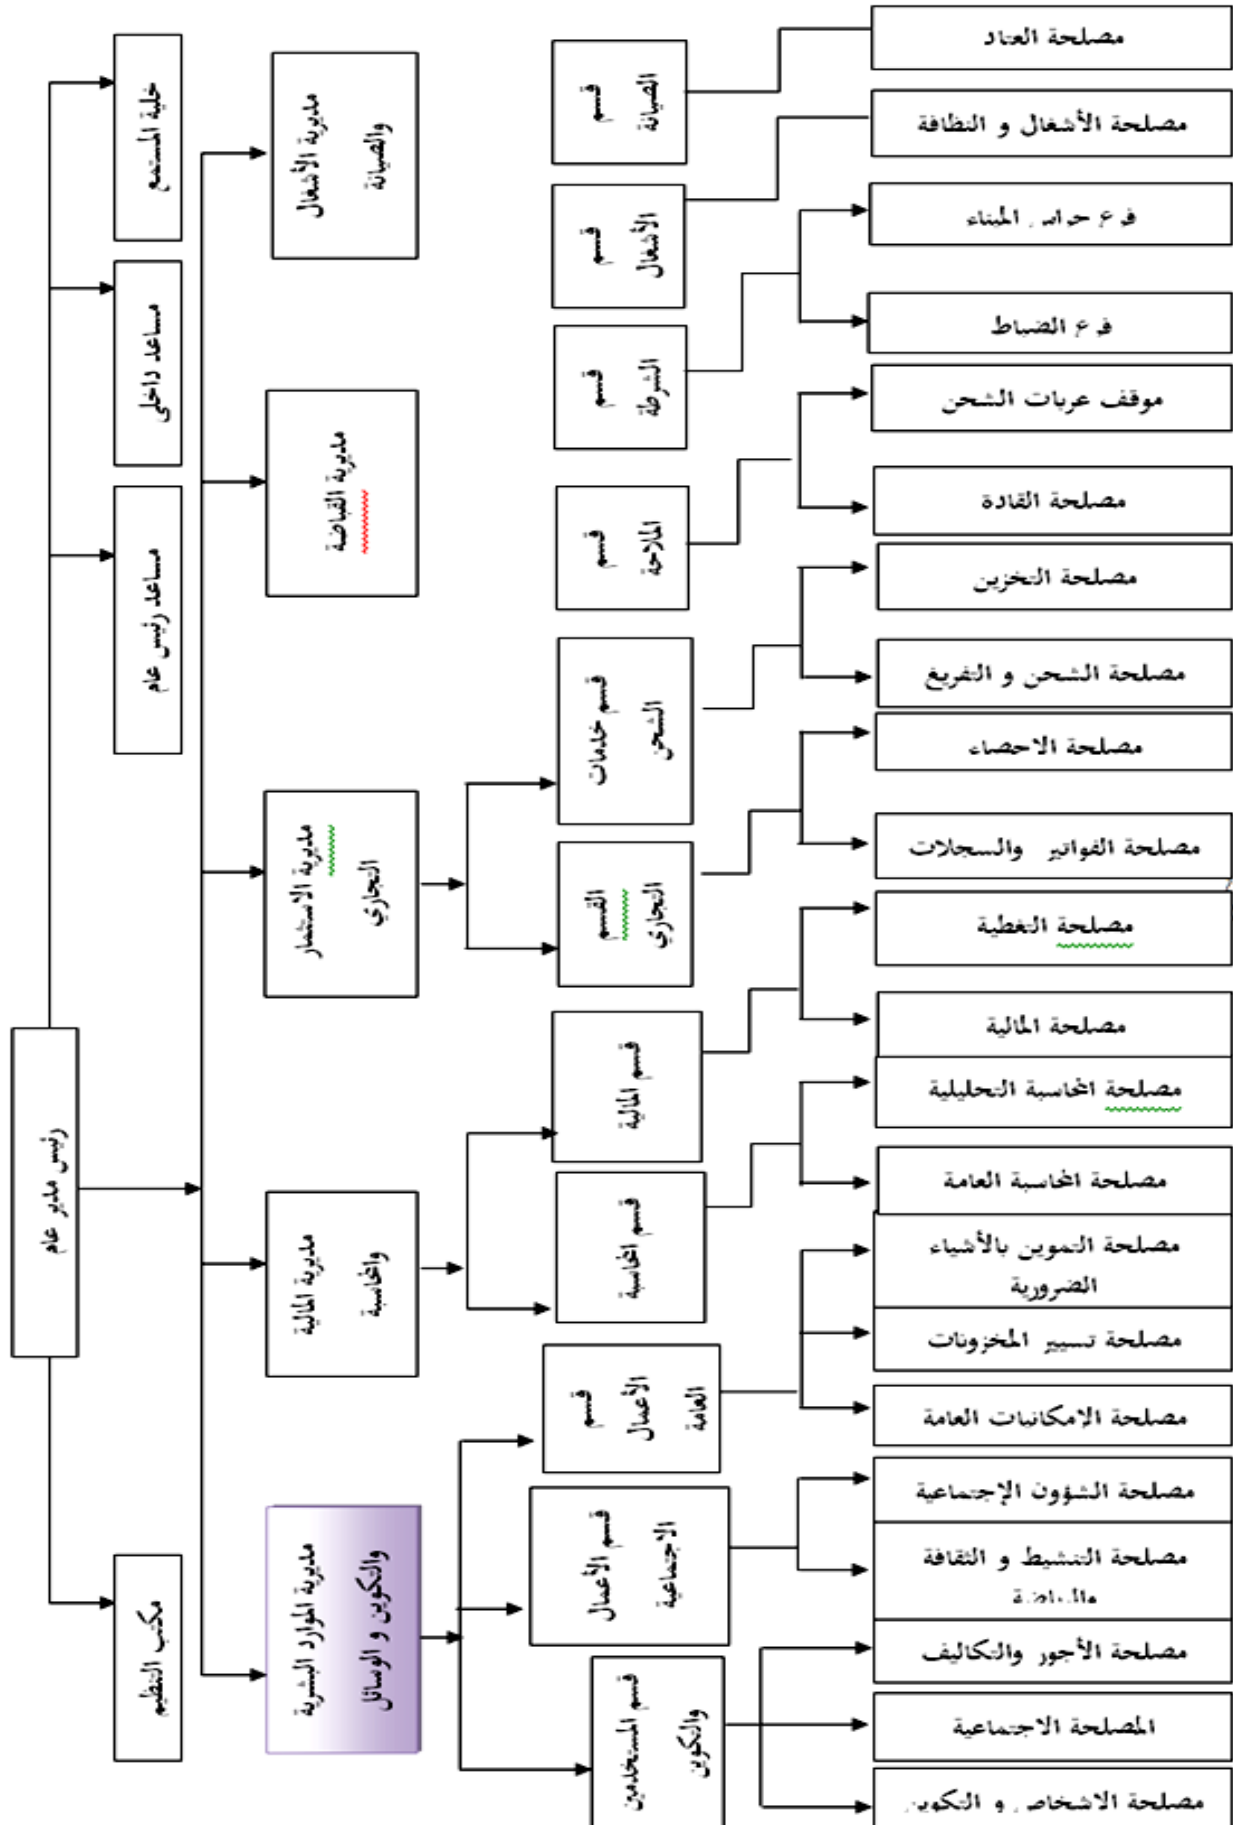 رئيس مدير عام
خلية المستمع
مساعد داخلي
مساعد رئيس عام
مكتب التنظيم
مديرية الأشغال
والصيانة
مديرية القباضة
مديرية الاستثمار
التجاري
مديرية المالية
والمحاسبة
مديرية الموارد البشرية
والتكوين و الوسائل
قسم
الصيانة
قسم
الأشغال
قسم
الشرطة
قسم
الملاحة
قسم خدمات
الشحن
القسم
التجاري
قسم المالية
قسم المحاسبة
قسم
الأعمال
العامة
قسم الأعمال
الاجتماعية
قسم المستخدمين
والتكوين
مصلحة العتاد
مصلحة الأشغال و النظافة
فرع حراس الميناء
فرع الضباط
موقف عربات الشحن
مصلحة القادة
مصلحة التخزين
مصلحة الشحن و التفريغ
مصلحة الاحصاء
مصلحة الفواتير والسجلات
مصلحة التغطية
مصلحة المالية
مصلحة المحاسبة التحليلية
مصلحة المحاسبة العامة
مصلحة التموين بالأشياء
الضرورية
مصلحة تسيير المخزونات
مصلحة الامكانيات العامة
مصلحة الشؤون الإجتماعية
مصلحة التنشيط و الثقافة
والرياضة
مصلحة الأجور والتكاليف
المصلحة الاجتماعية
مصلحة الاشخاص و التكوين